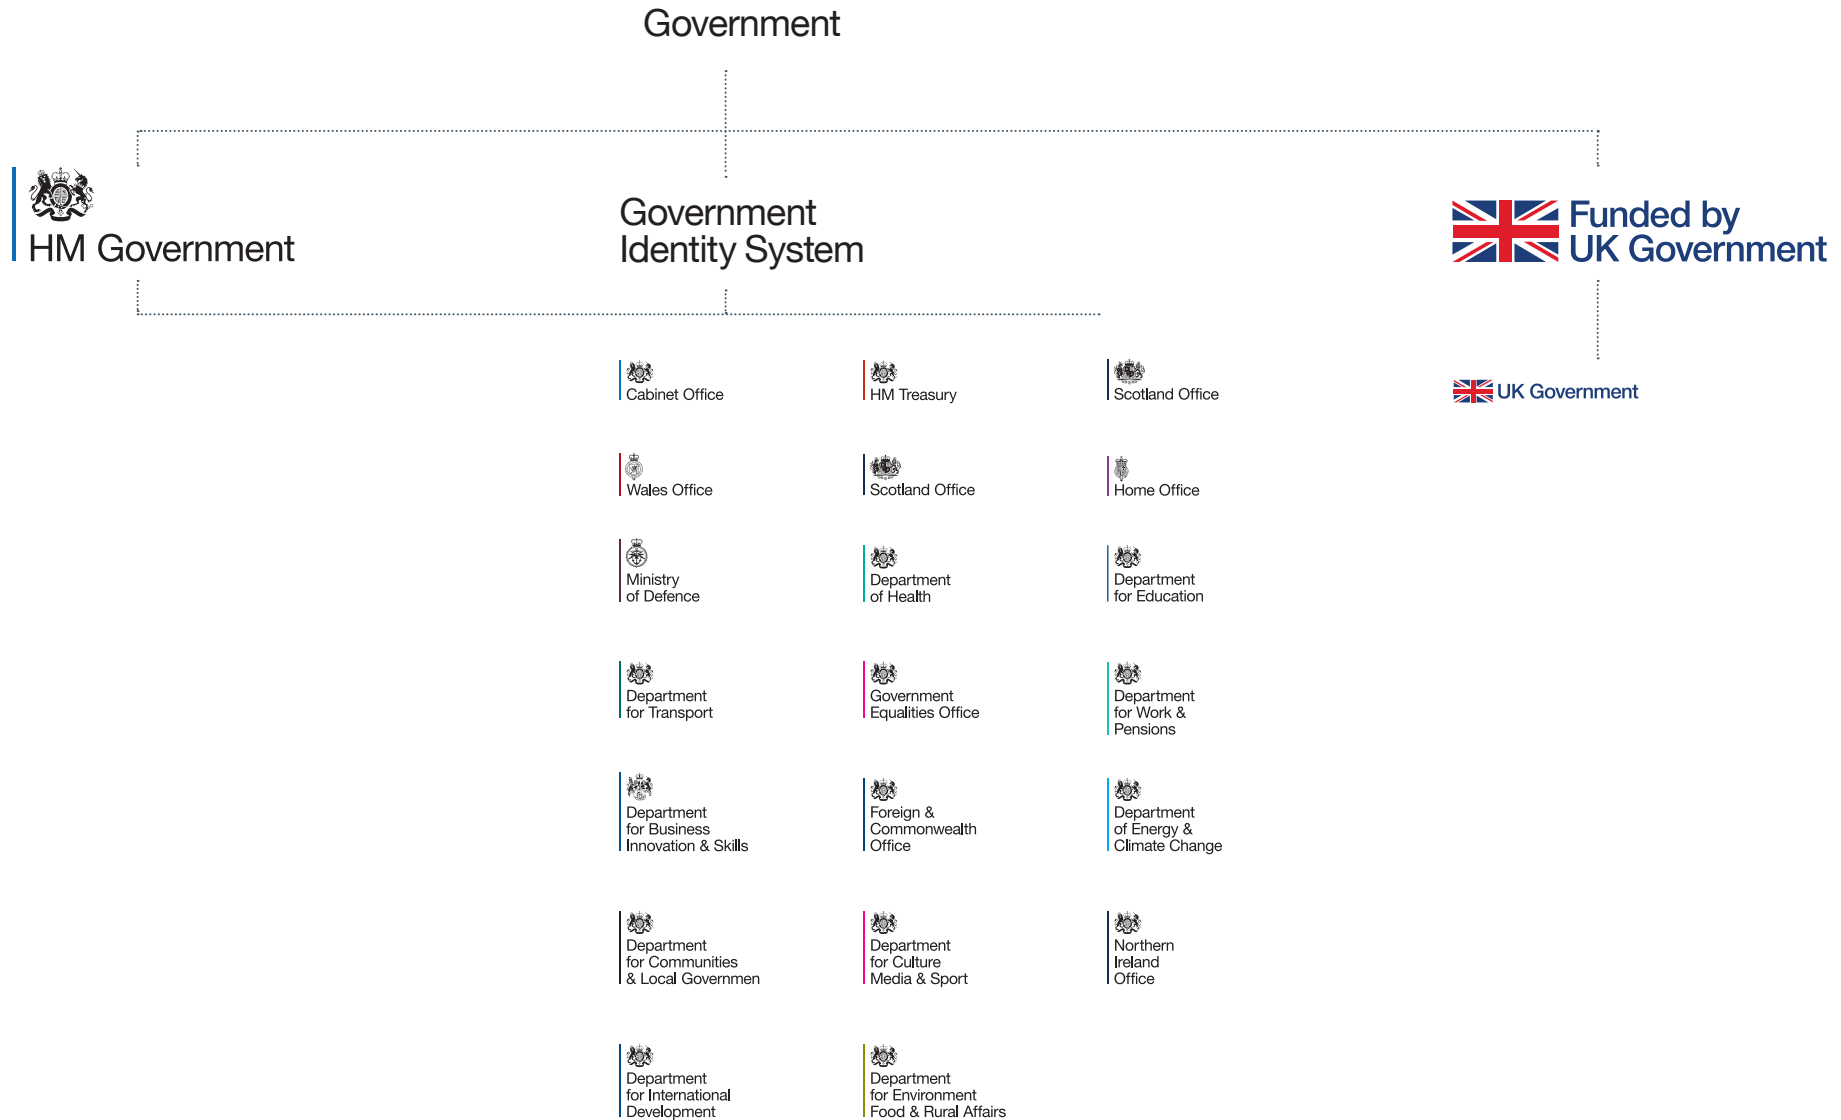 Government
HM Government
Government
Identity System
Funded by
UK Government
Cabinet Office
HM Treasury
Scotland Office
UK Government
Wales Office
Scotland Office
Home Office
Ministry
of Defence
Department
of Health
Department
for Education
Department
for Transport
Government
Equalities Office
Department
for Work &
Pensions
Department
for Business
Innovation & Skills
Foreign &
Commonwealth
Office
Department
of Energy &
Climate Change
Department
for Communities
& Local Governmen
Department
for Culture
Media & Sport
Northern
Ireland
Office
Department
for International
Development
Department
for Environment
Food & Rural Affairs